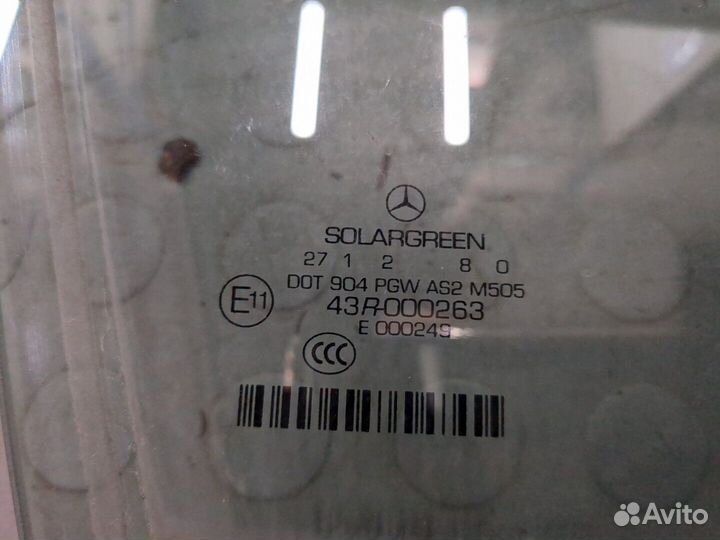 SOLARGREEN
27 1 2 8 0
DOT 904 PGW AS2 M505
E11
43R-000263
E 000249
CCC
Avito